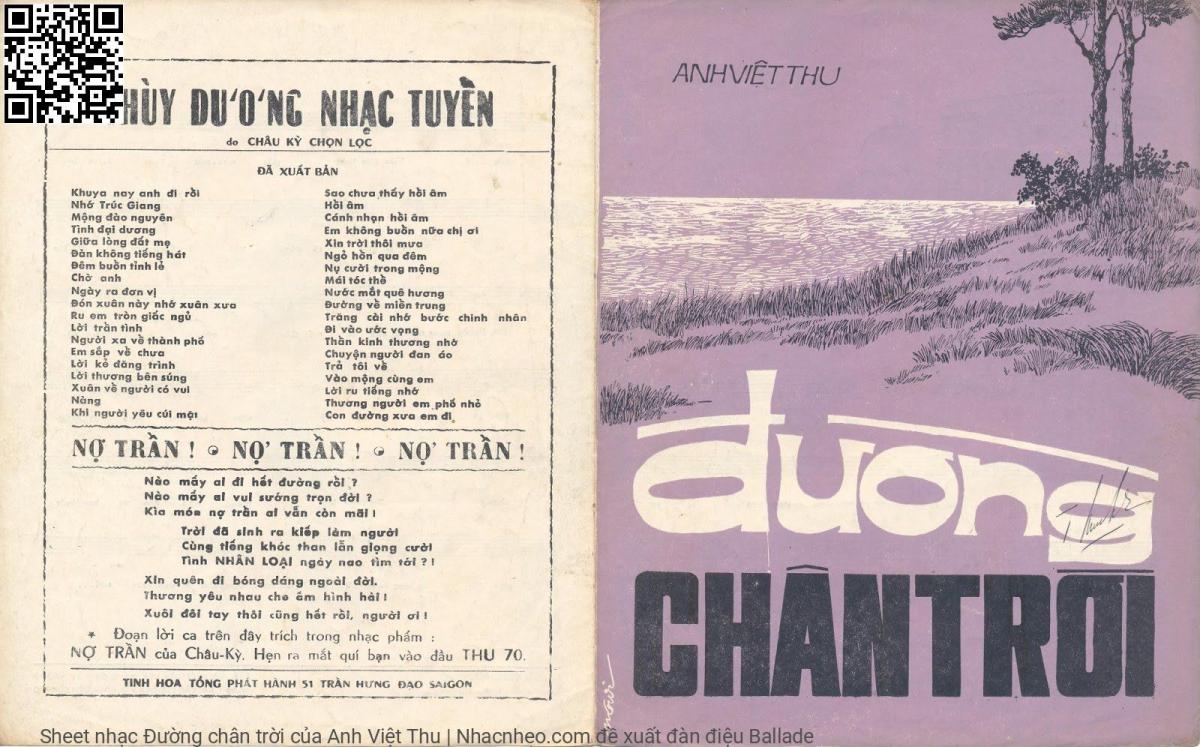 HÙY DƯƠNG NHẠC TUYỀN
do CHÂU KỲ CHỌN LỌC
ĐÃ XUẤT BẢN
Khuya nay anh đi rồi
Nhớ Trúc Giang
Mộng đào nguyên
Tình đại dương
Giữa lòng đất mẹ
Đàn không tiếng hát
Đêm buồn tỉnh lẻ
Chờ anh
Ngày ra đơn vị
Đón xuân này nhớ xuân xưa
Ru em tròn giấc ngủ
Lời trần tình
Người xa về thành phố
Em sắp về chưa
Lời kẻ đăng trình
Lời thương bên súng
Xuân về người có vui
Nàng
Khi người yêu cúi mặt
Sao chưa thấy hồi âm
Hồi âm
Cánh nhạn hồi âm
Em không buồn nữa chị ơi
Xin trời thôi mưa
Ngỏ hồn qua đêm
Nụ cười trong mộng
Mái tóc thề
Nước mắt quê hương
Đường về miền trung
Trăng cài nhớ bước chinh nhân
Đi vào ước vọng
Thần kinh thương nhớ
Chuyện người đan áo
Trả tôi về
Vào mộng cùng em
Lời ru tiếng nhớ
Thương người em phố nhỏ
Con đường xưa em đi
NỢ TRẦN ! NỢ TRẦN ! NỢ TRẦN !
Nào mấy ai đi hết đường rồi ?
Nào mấy ai vui sướng trọn đời ?
Kìa món nợ trần ai vẫn còn mãi !
Trời đã sinh ra kiếp làm người
Cùng tiếng khóc than lẫn giọng cười
Tình NHÂN LOẠI ngày nao tìm tới ? !
Xin quên đi bóng dáng ngoài đời.
Thương yêu nhau cho ấm hình hài !
Xuôi đôi tay thôi cũng hết rồi, người ơi !
* Đoạn lời ca trên đây trích trong nhạc phẩm :
NỢ TRẦN của Châu-Kỳ. Hẹn ra mắt quí bạn vào đầu THU 70.
TINH HOA TỔNG PHÁT HÀNH 51 TRẦN HƯNG ĐẠO SAIGON
ANH VIỆT THU
đường
CHÂN TRỜI
Sheet nhạc Đường chân trời của Anh Việt Thu | Nhacnheo.com đề xuất đàn điệu Ballade